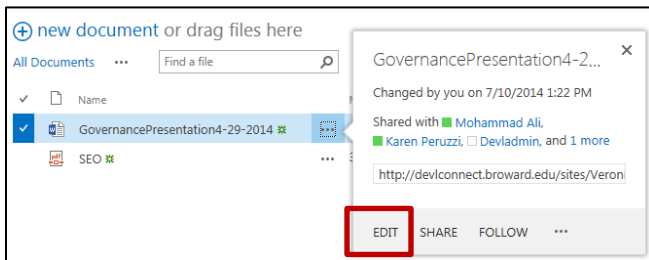 new document or drag files here
All Documents ... Find a file
Name
GovernancePresentation4-29-2014
SEO
GovernancePresentation4-2...
Changed by you on 7/10/2014 1:22 PM
Shared with Mohammad Ali,
Karen Peruzzi, Devladmin, and 1 more
http://devlconnect.broward.edu/sites/Veroni
EDIT SHARE FOLLOW ...